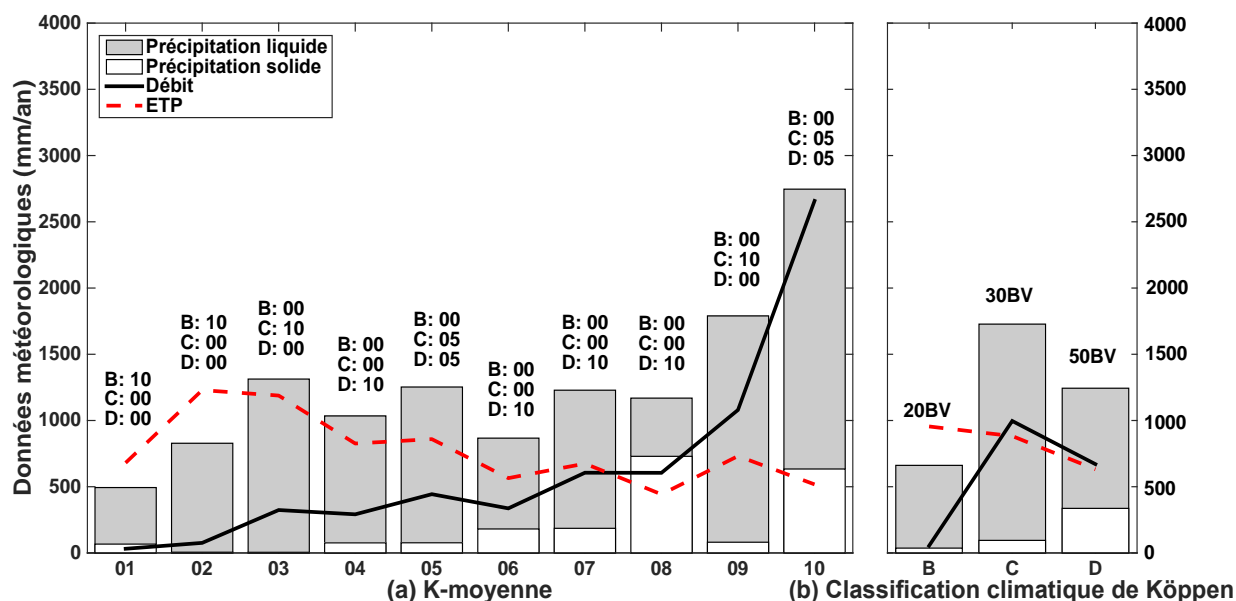 Données météorologiques (mm/an)
4000
3500
3000
2500
2000
1500
1000
500
0
Précipitation liquide
Précipitation solide
Débit
ETP
B: 10
C: 00
D: 00
B: 10
C: 00
D: 00
B: 00
C: 10
D: 00
B: 00
C: 00
D: 10
B: 00
C: 05
D: 05
B: 00
C: 00
D: 10
B: 00
C: 00
D: 10
B: 00
C: 00
D: 10
B: 00
C: 10
D: 00
B: 00
C: 05
D: 05
01 02 03 04 05 06 07 08 09 10
(a) K-moyenne
20BV
30BV
50BV
4000
3500
3000
2500
2000
1500
1000
500
0
B C D
(b) Classification climatique de Köppen